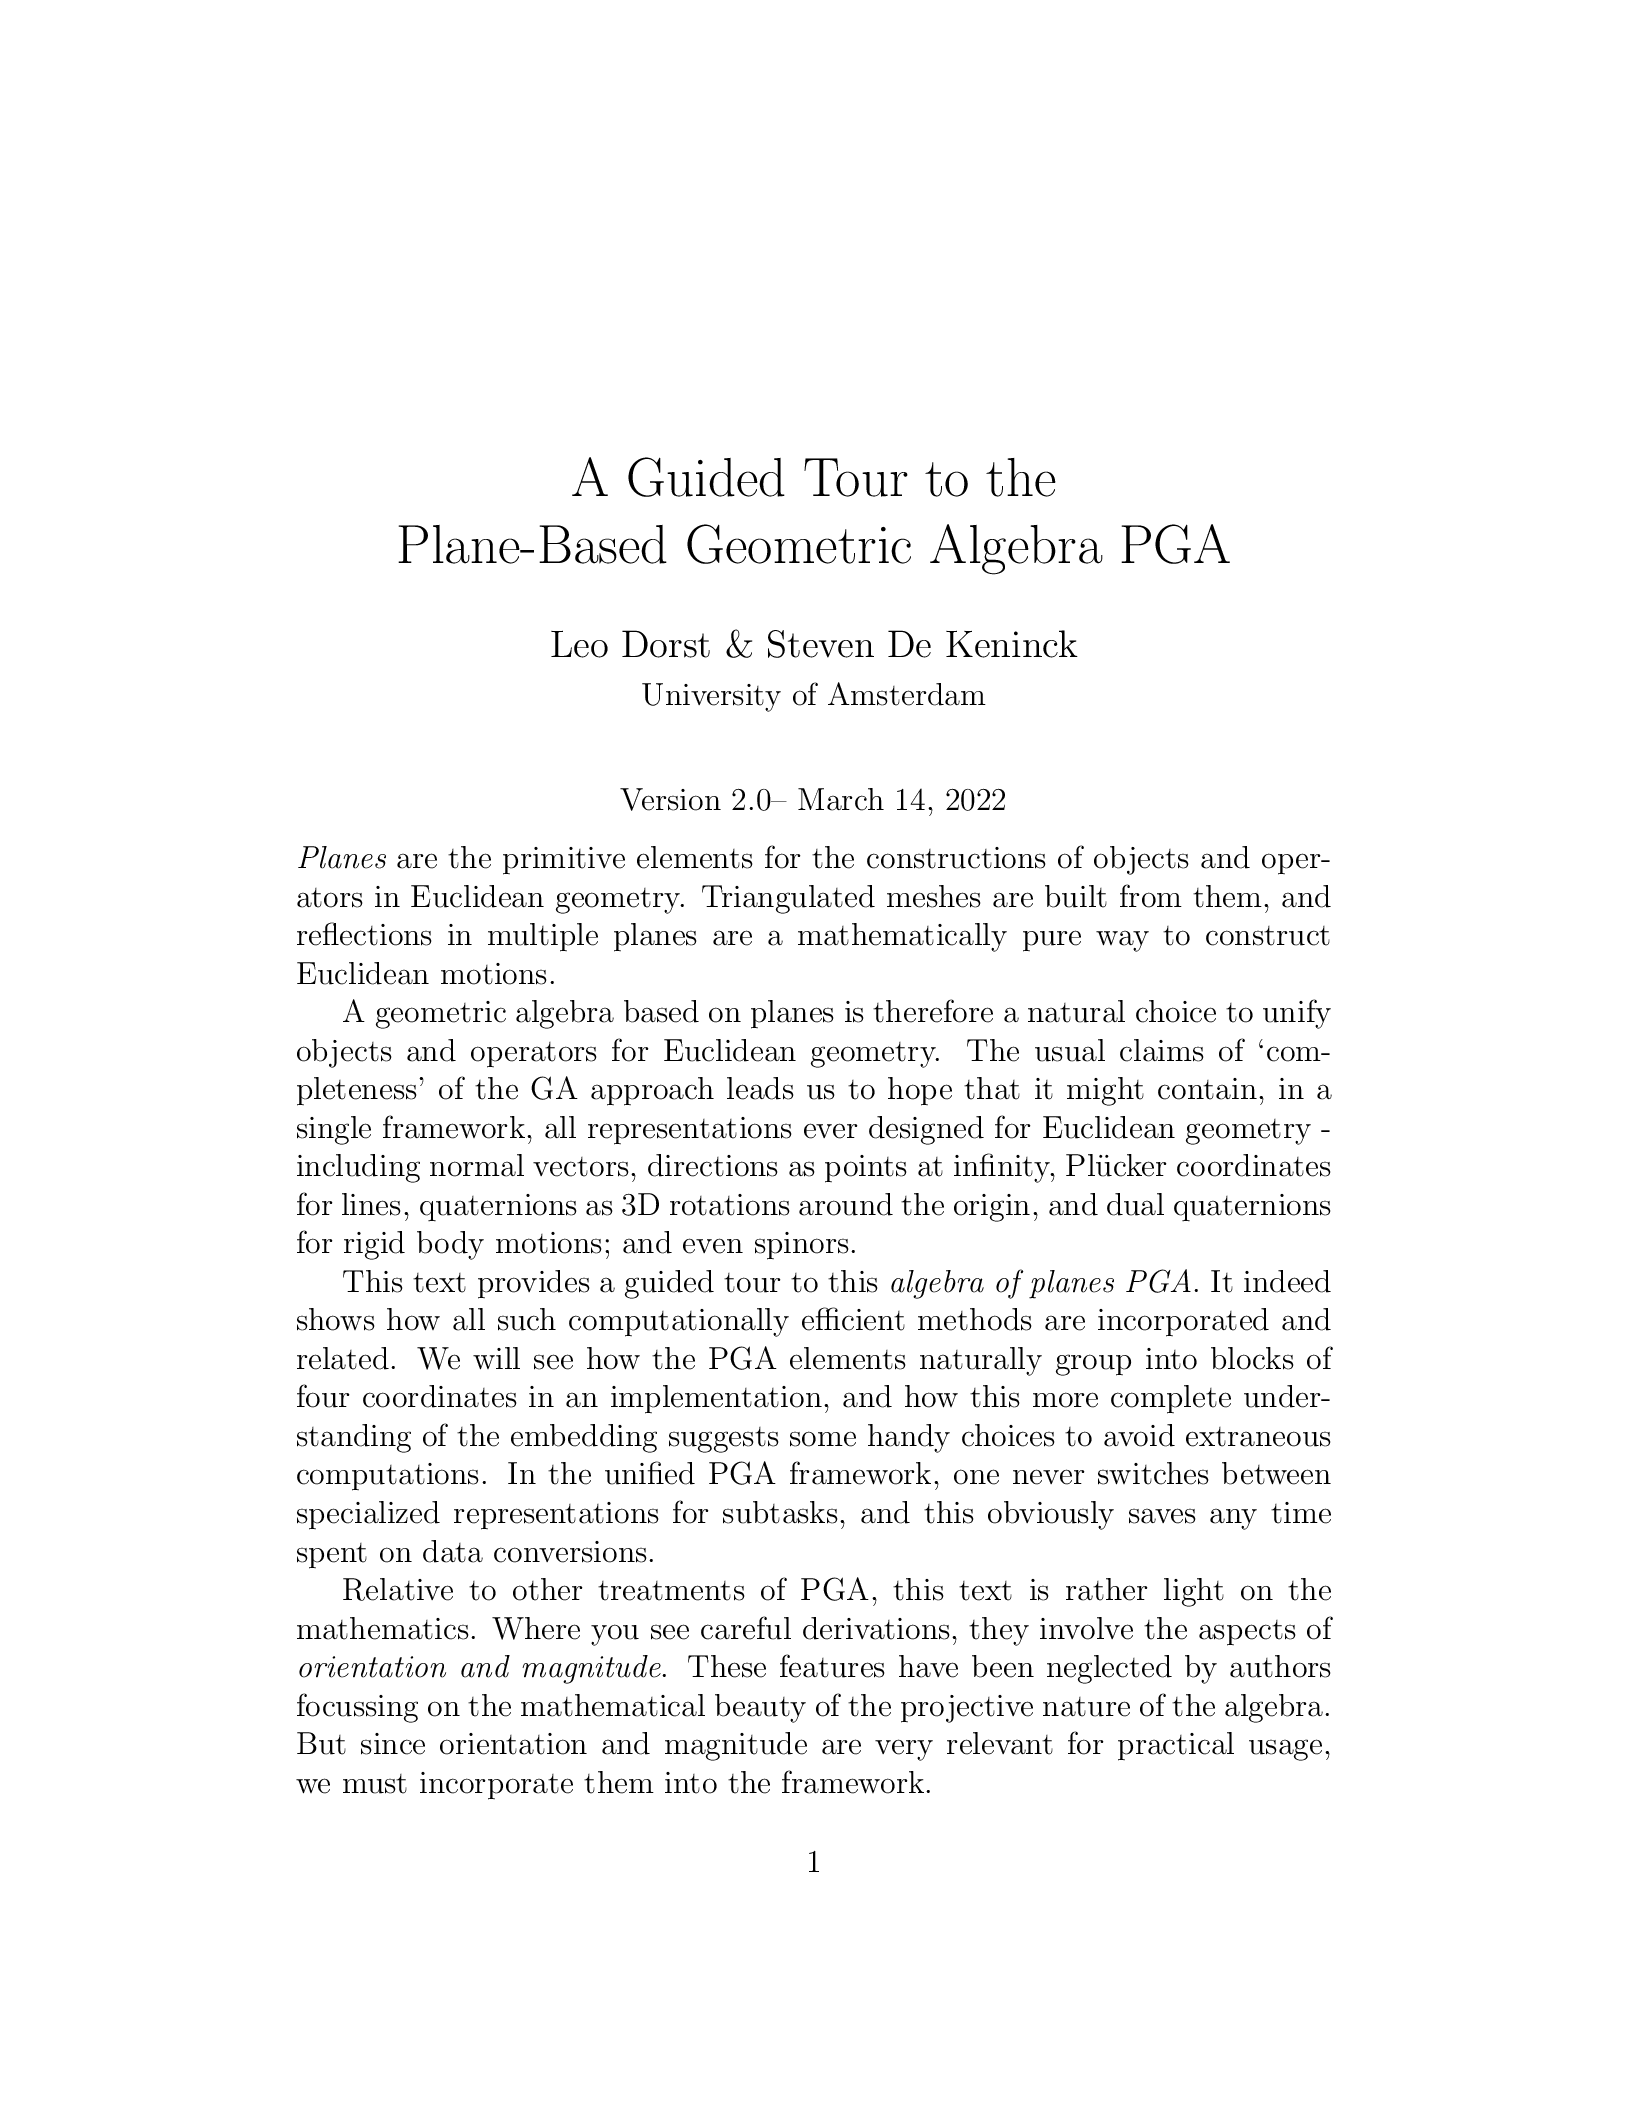 A Guided Tour to the
Plane-Based Geometric Algebra PGA
Leo Dorst & Steven De Keninck
University of Amsterdam
Version 2.0– March 14, 2022
Planes are the primitive elements for the constructions of objects and oper-
ators in Euclidean geometry. Triangulated meshes are built from them, and
reflections in multiple planes are a mathematically pure way to construct
Euclidean motions.
A geometric algebra based on planes is therefore a natural choice to unify
objects and operators for Euclidean geometry. The usual claims of ‘com-
pleteness’ of the GA approach leads us to hope that it might contain, in a
single framework, all representations ever designed for Euclidean geometry -
including normal vectors, directions as points at infinity, Plücker coordinates
for lines, quaternions as 3D rotations around the origin, and dual quaternions
for rigid body motions; and even spinors.
This text provides a guided tour to this algebra of planes PGA. It indeed
shows how all such computationally efficient methods are incorporated and
related. We will see how the PGA elements naturally group into blocks of
four coordinates in an implementation, and how this more complete under-
standing of the embedding suggests some handy choices to avoid extraneous
computations. In the unified PGA framework, one never switches between
specialized representations for subtasks, and this obviously saves any time
spent on data conversions.
Relative to other treatments of PGA, this text is rather light on the
mathematics. Where you see careful derivations, they involve the aspects of
orientation and magnitude. These features have been neglected by authors
focussing on the mathematical beauty of the projective nature of the algebra.
But since orientation and magnitude are very relevant for practical usage,
we must incorporate them into the framework.
1